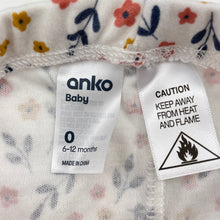 anko
Baby
0
6-12 months
MADE IN CHINA
CAUTION
KEEP AWAY
FROM HEAT
AND FLAME